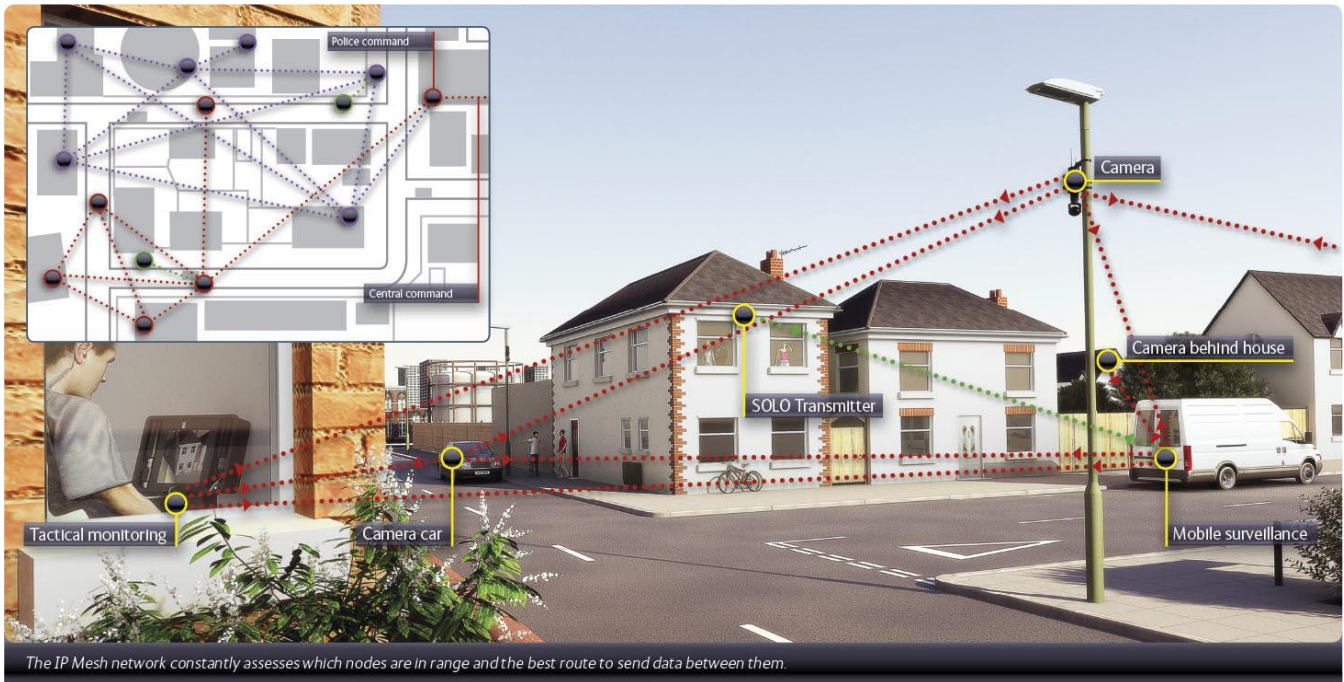 Police command
Central command
Camera
Camera behind house
SOLO Transmitter
Tactical monitoring
Camera car
Mobile surveillance
The IP Mesh network constantly assesses which nodes are in range and the best route to send data between them.